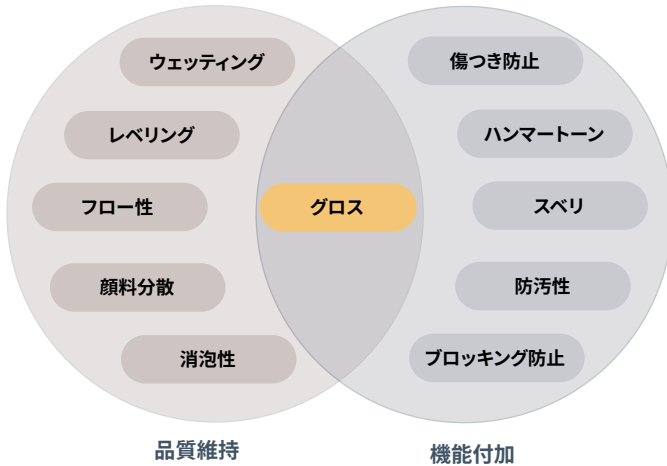 ウェッティング
レベリング
フロー性
顔料分散
消泡性
グロス
傷つき防止
ハンマートーン
スベリ
防汚性
ブロッキング防止
品質維持
機能付加